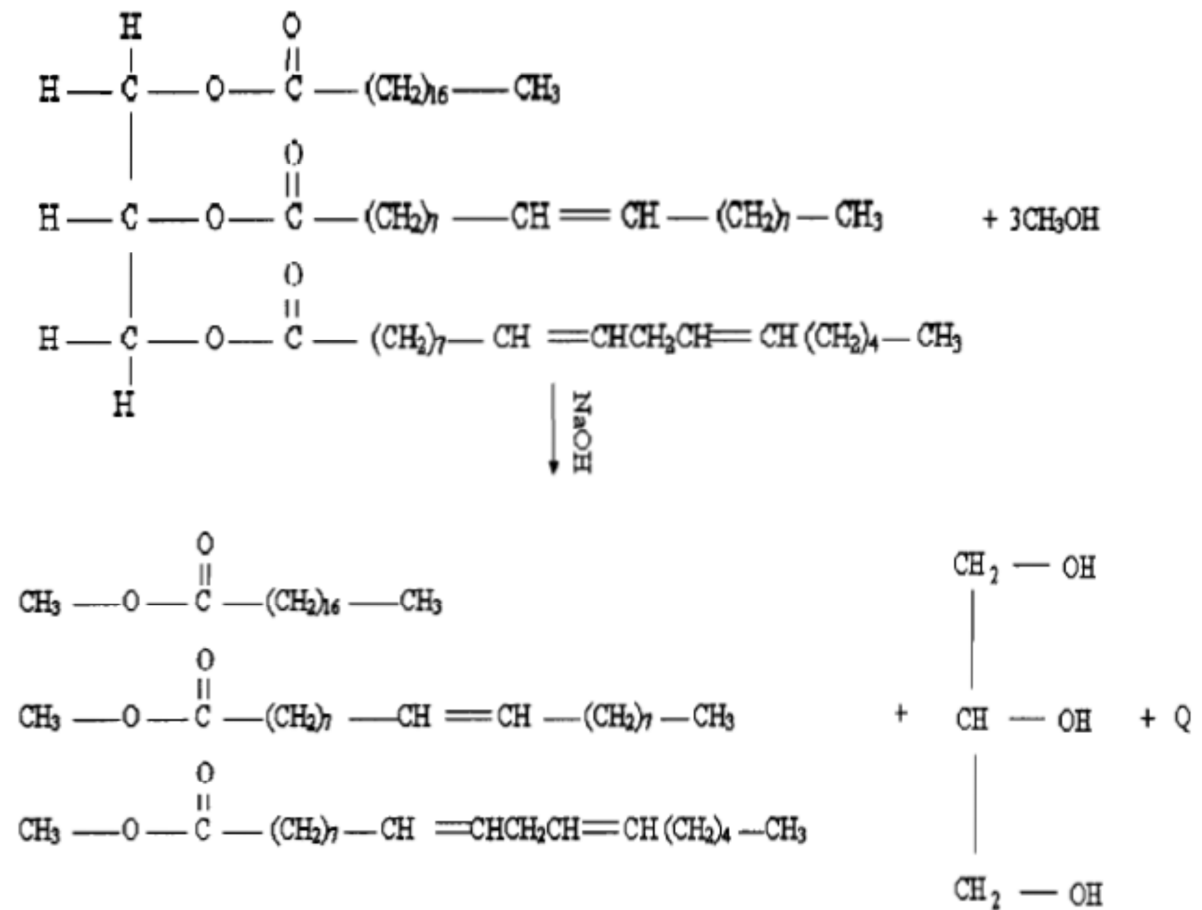 H O
H — C — O — C — (CH₂)₁₆ — CH₃
O
H — C — O — C — (CH₂)₇ — CH = CH — (CH₂)₇ — CH₃ + 3CH₃OH
O
H — C — O — C — (CH₂)₇ — CH = CHCH₂CH = CH (CH₂)₄ — CH₃
H
NaOH
O
CH₃ — O — C — (CH₂)₁₆ — CH₃
CH₂ — OH
O
CH₃ — O — C — (CH₂)₇ — CH = CH — (CH₂)₇ — CH₃ + CH — OH + Q
O
CH₃ — O — C — (CH₂)₇ — CH = CHCH₂CH = CH (CH₂)₄ — CH₃
CH₂ — OH